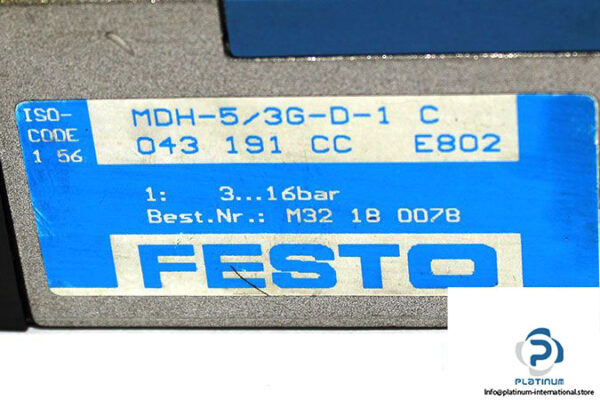 ISO-
CODE
1 56
MDH-5/3G-D-1 C
043 191 CC E802
1: 3...16bar
Best.Nr.: M32 18 0078
FESTO
PLATINUM
Info@platinum-international.store